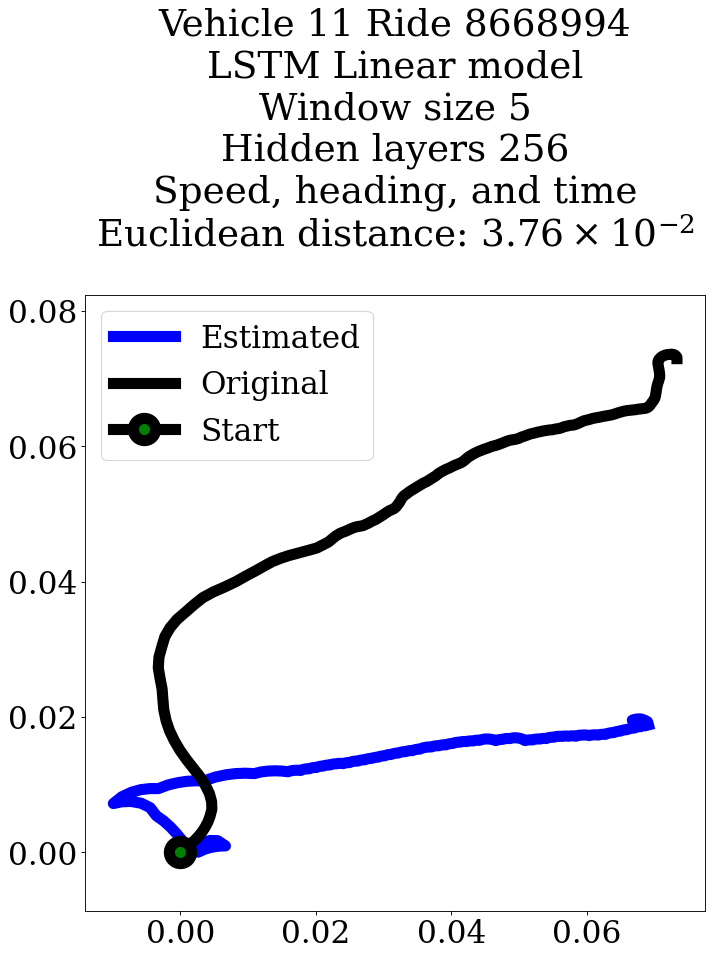 Vehicle 11 Ride 8668994
LSTM Linear model
Window size 5
Hidden layers 256
Speed, heading, and time
Euclidean distance: 3.76 × 10⁻²
Estimated
Original
Start
0.08
0.06
0.04
0.02
0.00
0.00 0.02 0.04 0.06